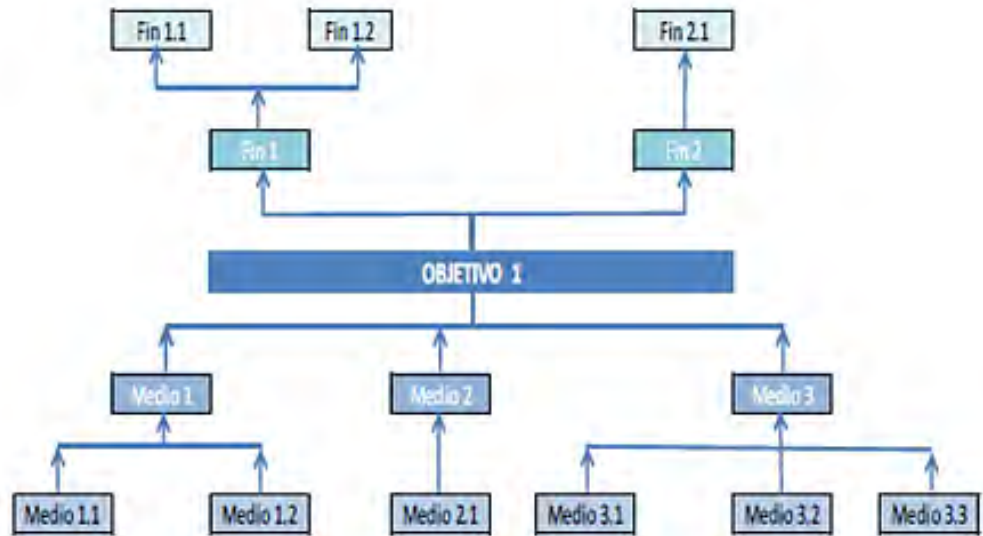 Fin 1.1
Fin 1.2
Fin 2.1
Fin 1
Fin 2
OBJETIVO 1
Medio 1
Medio 2
Medio 3
Medio 1.1
Medio 1.2
Medio 2.1
Medio 3.1
Medio 3.2
Medio 3.3